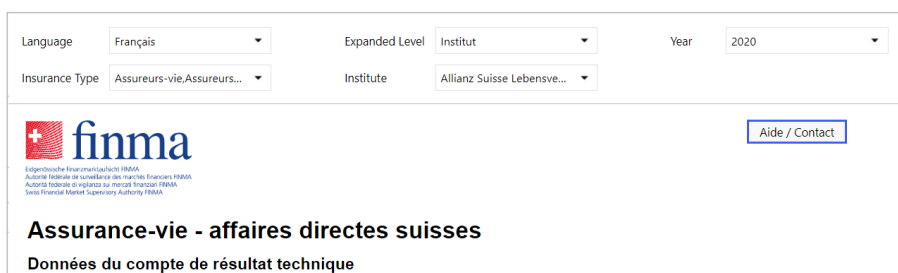 Language Français Expanded Level Institut Year 2020
Insurance Type Assureurs-vie,Assureurs... Institute Allianz Suisse Lebensve...
finma
Aide / Contact
Eidgenössische Finanzmarktaufsicht FINMA
Autorité fédérale de surveillance des marchés financiers FINMA
Autorità federale di vigilanza sui mercati finanziari FINMA
Swiss Financial Market Supervisory Authority FINMA
Assurance-vie - affaires directes suisses
Données du compte de résultat technique